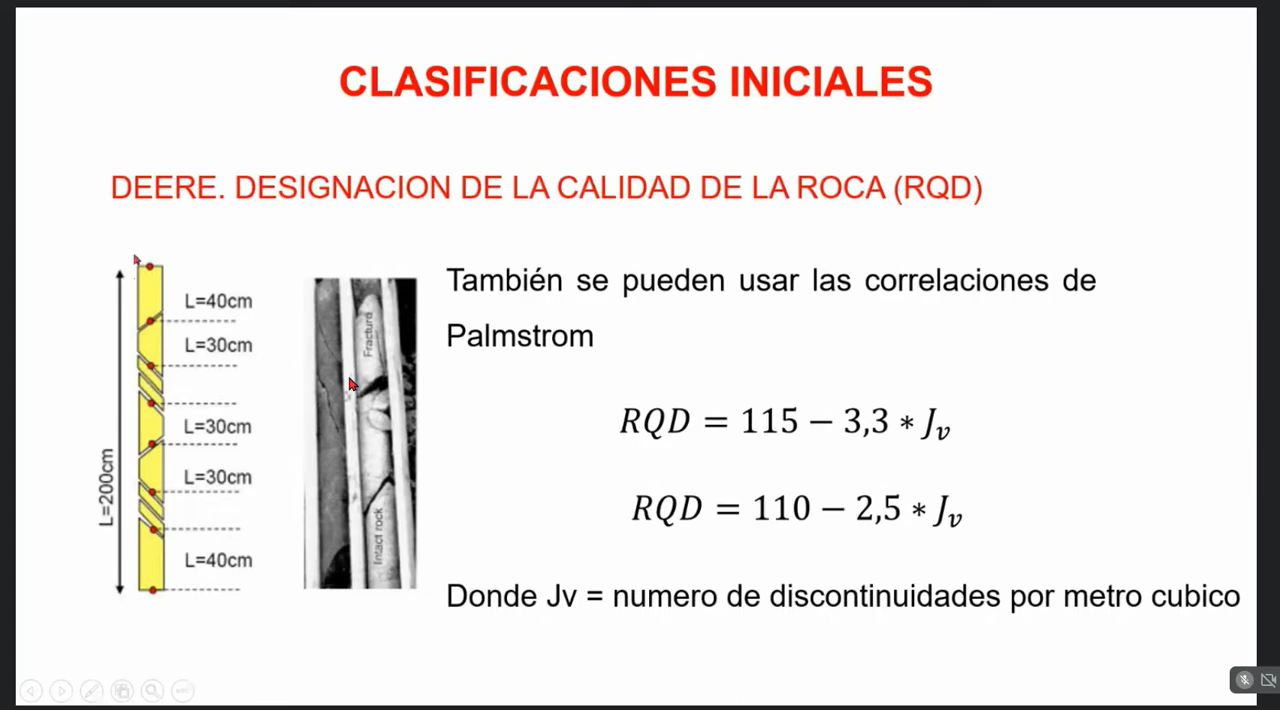 CLASIFICACIONES INICIALES
DEERE. DESIGNACION DE LA CALIDAD DE LA ROCA (RQD)
L=200cm
L=40cm
L=30cm
L=30cm
L=30cm
L=40cm
Fracturd
Intact rock
También se pueden usar las correlaciones de
Palmstrom
RQD = 115 − 3,3 ∗ Jv
RQD = 110 − 2,5 ∗ Jv
Donde Jv = numero de discontinuidades por metro cubico